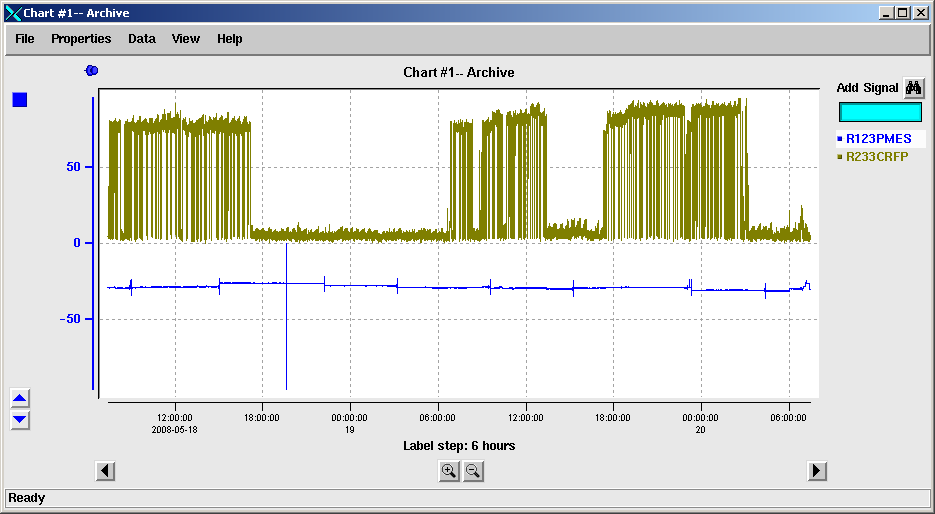 Chart #1-- Archive
File Properties Data View Help
Chart #1-- Archive
Add Signal
R123PMES
R233CRFP
50
0
-50
12:00:00 18:00:00 00:00:00 06:00:00 12:00:00 18:00:00 00:00:00 06:00:00
2008-05-18 19 20
Label step: 6 hours
Ready